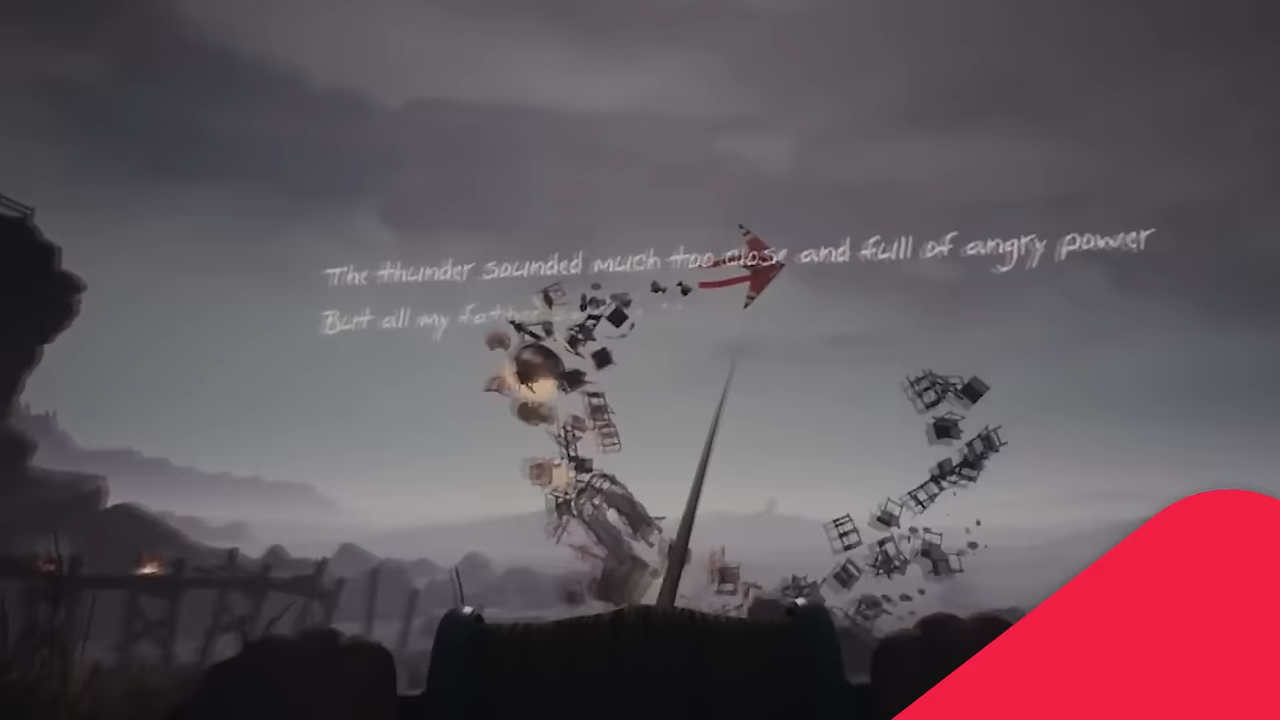 The thunder sounded much too close and full of angry power
But all my